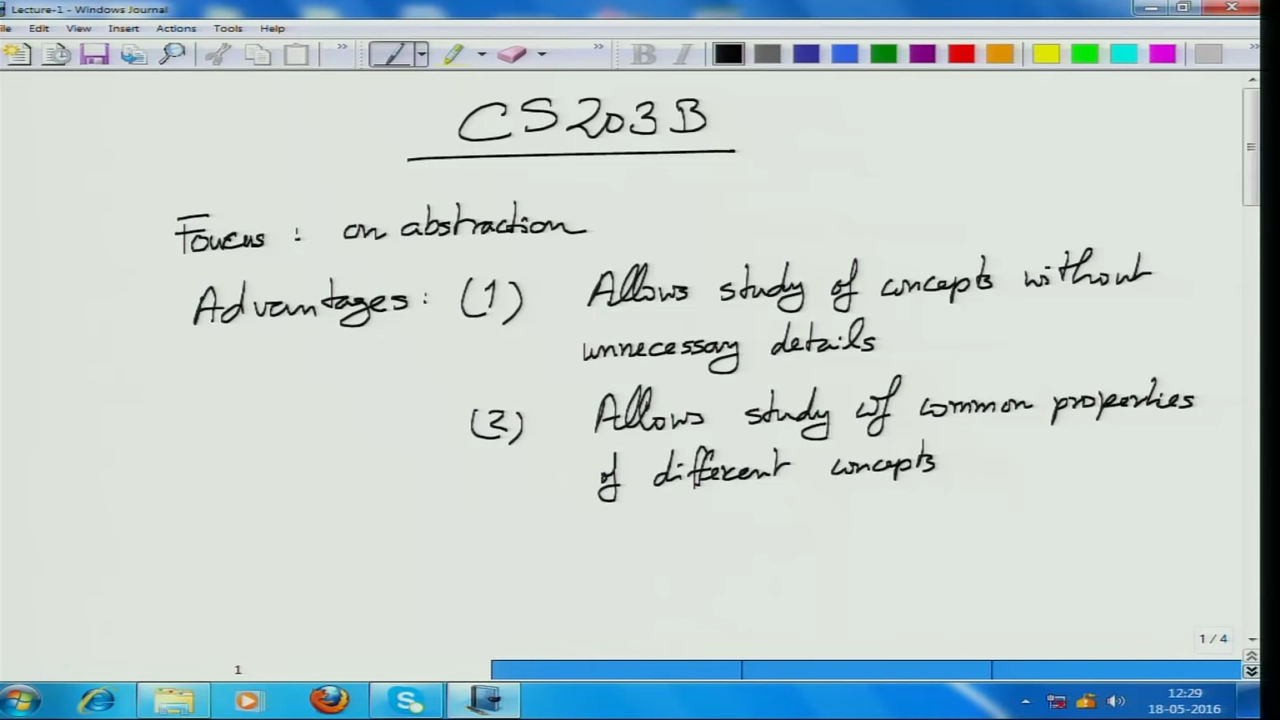 Lecture-1 - Windows Journal
ile Edit View Insert Actions Tools Help
B I
CS203B
Foucus : on abstraction
Advantages: (1) Allows study of concepts without
unnecessary details
(2) Allows study of common properties
of different concepts
1 / 4
1
12:29
18-05-2016